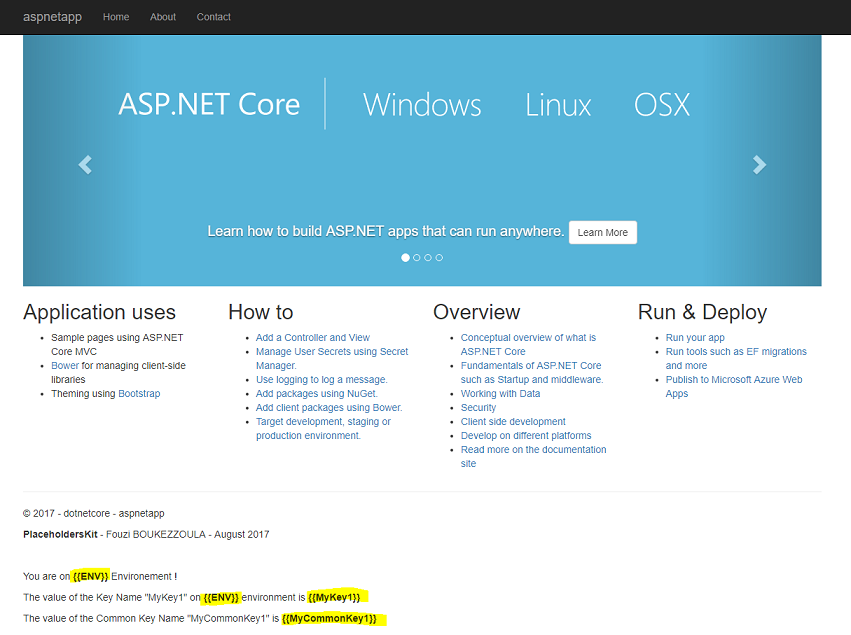 aspnetapp Home About Contact
ASP.NET Core Windows Linux OSX
Learn how to build ASP.NET apps that can run anywhere. Learn More
Application uses
Sample pages using ASP.NET
Core MVC
Bower for managing client-side
libraries
Theming using Bootstrap
How to
Add a Controller and View
Manage User Secrets using Secret
Manager.
Use logging to log a message.
Add packages using NuGet.
Add client packages using Bower.
Target development, staging or
production environment.
Overview
Conceptual overview of what is
ASP.NET Core
Fundamentals of ASP.NET Core
such as Startup and middleware.
Working with Data
Security
Client side development
Develop on different platforms
Read more on the documentation
site
Run & Deploy
Run your app
Run tools such as EF migrations
and more
Publish to Microsoft Azure Web
Apps
© 2017 - dotnetcore - aspnetapp
PlaceholdersKit - Fouzi BOUKEZZOULA - August 2017
You are on {{ENV}} Environement !
The value of the Key Name "MyKey1" on {{ENV}} environment is {{MyKey1}}
The value of the Common Key Name "MyCommonKey1" is {{MyCommonKey1}}